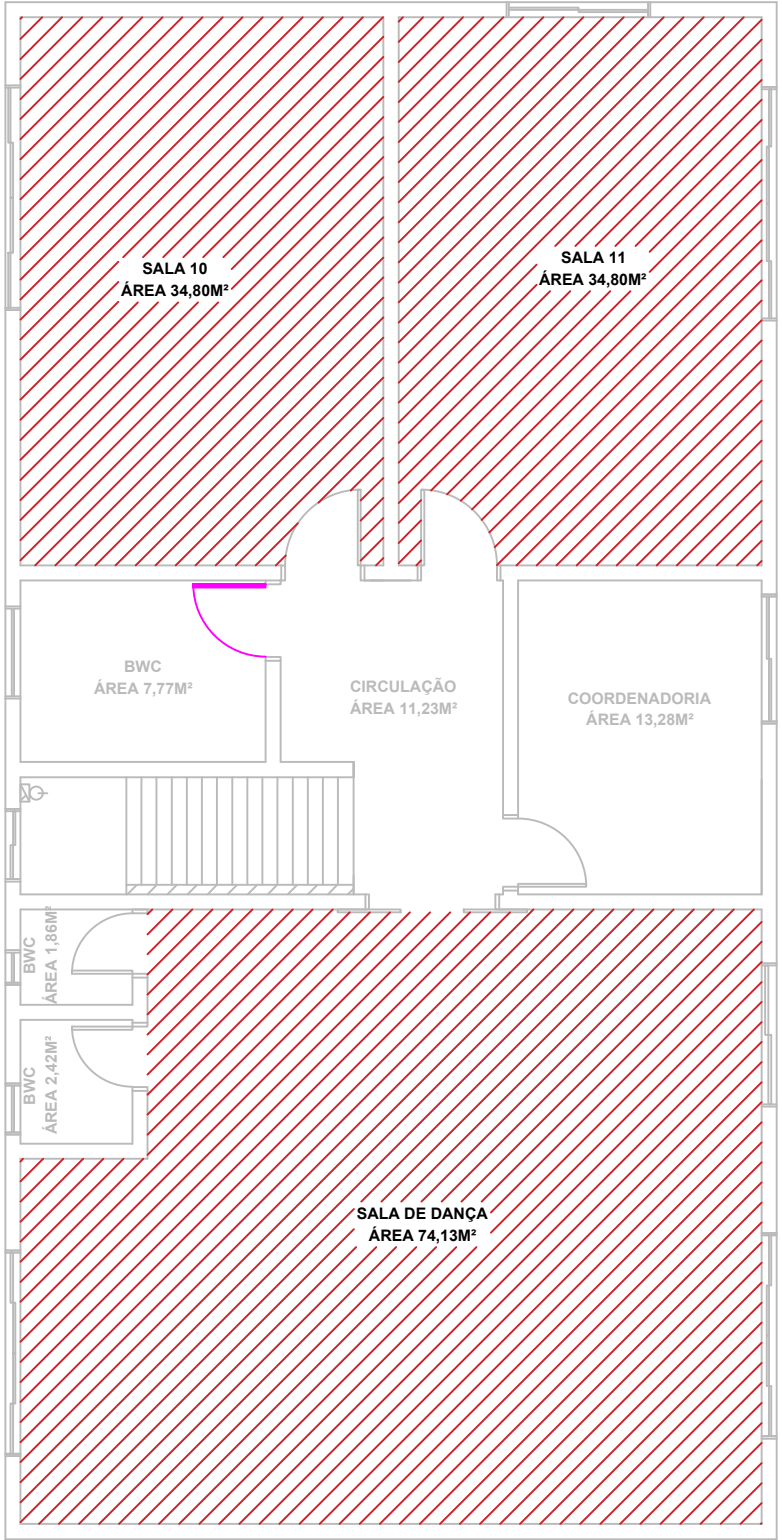 SALA 10
ÁREA 34,80M²
SALA 11
ÁREA 34,80M²
BWC
ÁREA 7,77M²
CIRCULAÇÃO
ÁREA 11,23M²
COORDENADORIA
ÁREA 13,28M²
BWC
ÁREA 1,86M²
BWC
ÁREA 2,42M²
SALA DE DANÇA
ÁREA 74,13M²